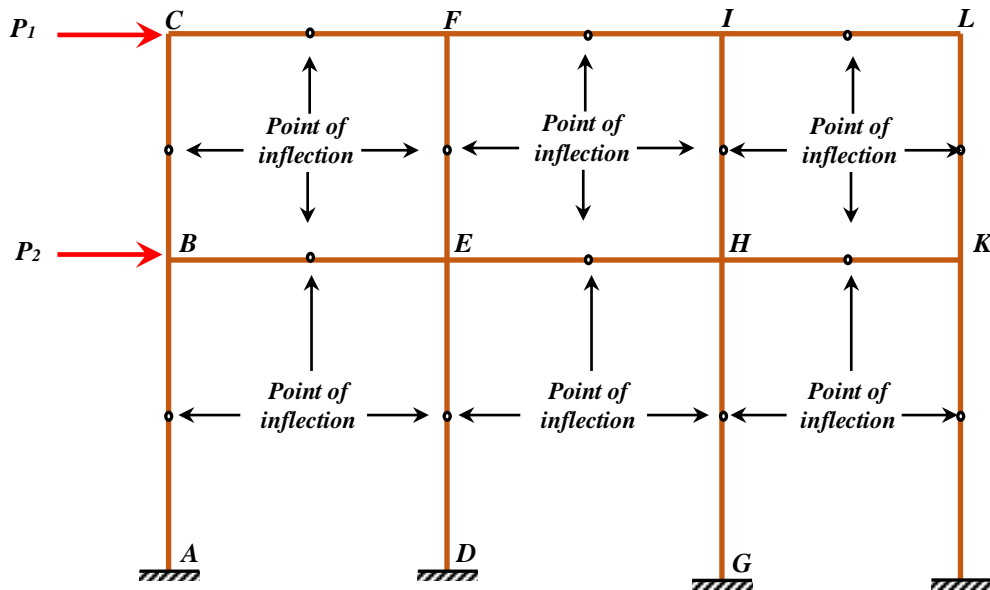 C F I L
P1
Point of
inflection
Point of
inflection
Point of
inflection
P2
B E H K
Point of
inflection
Point of
inflection
Point of
inflection
A D G